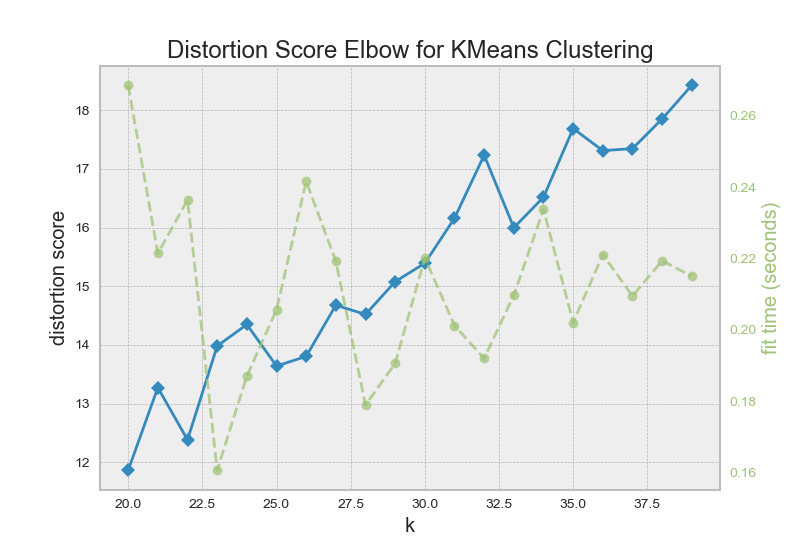 Distortion Score Elbow for KMeans Clustering
distortion score
18
17
16
15
14
13
12
20.0 22.5 25.0 27.5 30.0 32.5 35.0 37.5
k
0.26
0.24
0.22
0.20
0.18
0.16
fit time (seconds)